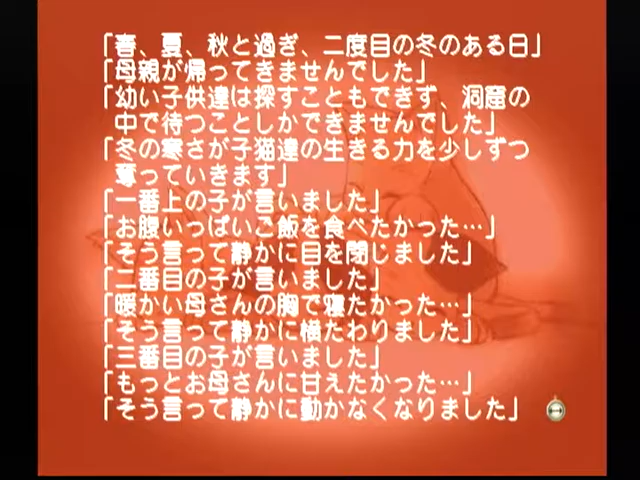 「春、夏、秋と過ぎ、二度目の冬のある日」
「母親が帰ってきませんでした」
「幼い子供達は探すこともできず、洞窟の
中で待つことしかできませんでした」
「冬の寒さが子猫達の生きる力を少しずつ
奪っていきます」
「一番上の子が言いました」
「お腹いっぱいご飯を食べたかった…」
「そう言って静かに目を閉じました」
「二番目の子が言いました」
「暖かい母さんの胸で寝たかった…」
「そう言って静かに横たわりました」
「三番目の子が言いました」
「もっとお母さんに甘えたかった…」
「そう言って静かに動かなくなりました」